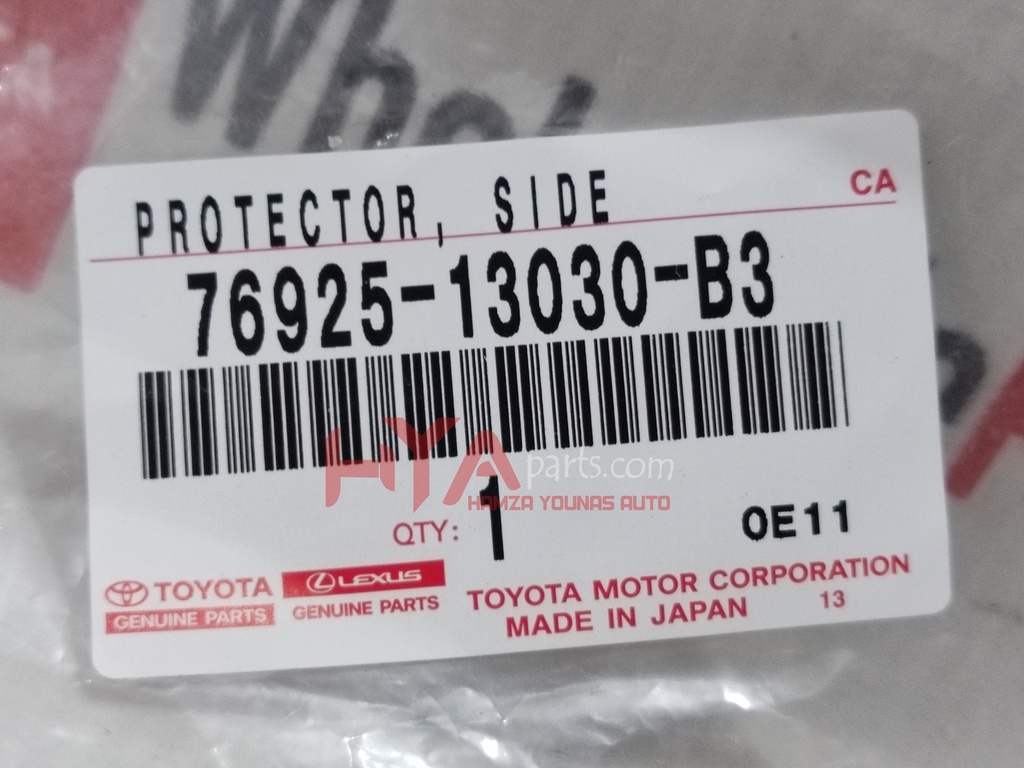 PROTECTOR, SIDE
CA
76925-13030-B3
HYAparts.com
HAMZA YOUNAS AUTO
QTY: 1
OE11
TOYOTA
GENUINE PARTS
LEXUS
GENUINE PARTS
TOYOTA MOTOR CORPORATION
MADE IN JAPAN 13